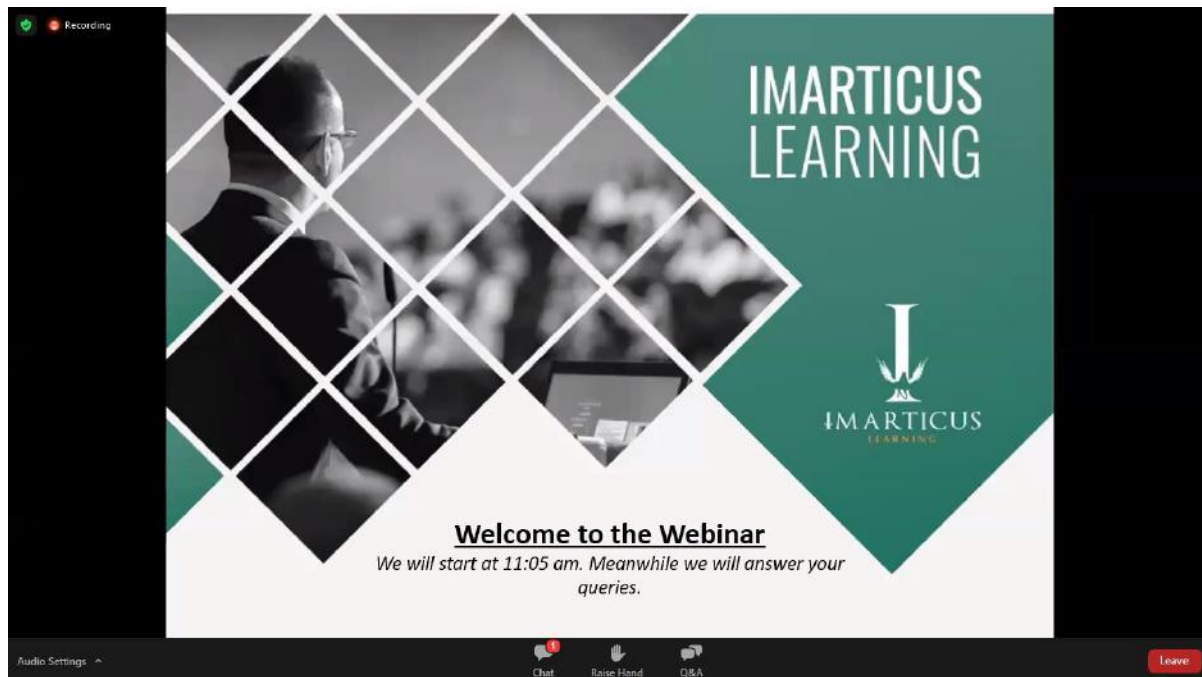 Recording
IMARTICUS
LEARNING
IMARTICUS
LEARNING
Welcome to the Webinar
We will start at 11:05 am. Meanwhile we will answer your
queries.
Audio Settings
1
Chat
Raise Hand
Q&A
Leave